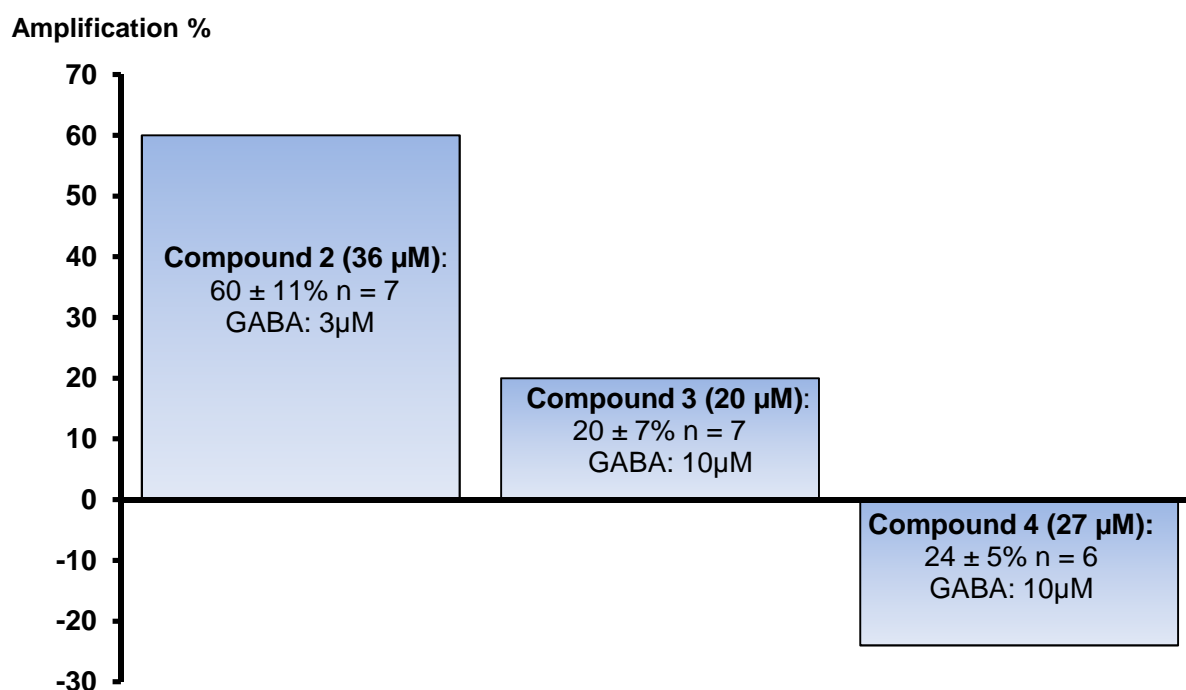 Amplification %
70
60
50
40
30
20
10
0
-10
-20
-30
Compound 2 (36 µM):
60 ± 11% n = 7
GABA: 3µM
Compound 3 (20 µM):
20 ± 7% n = 7
GABA: 10µM
Compound 4 (27 µM):
24 ± 5% n = 6
GABA: 10µM